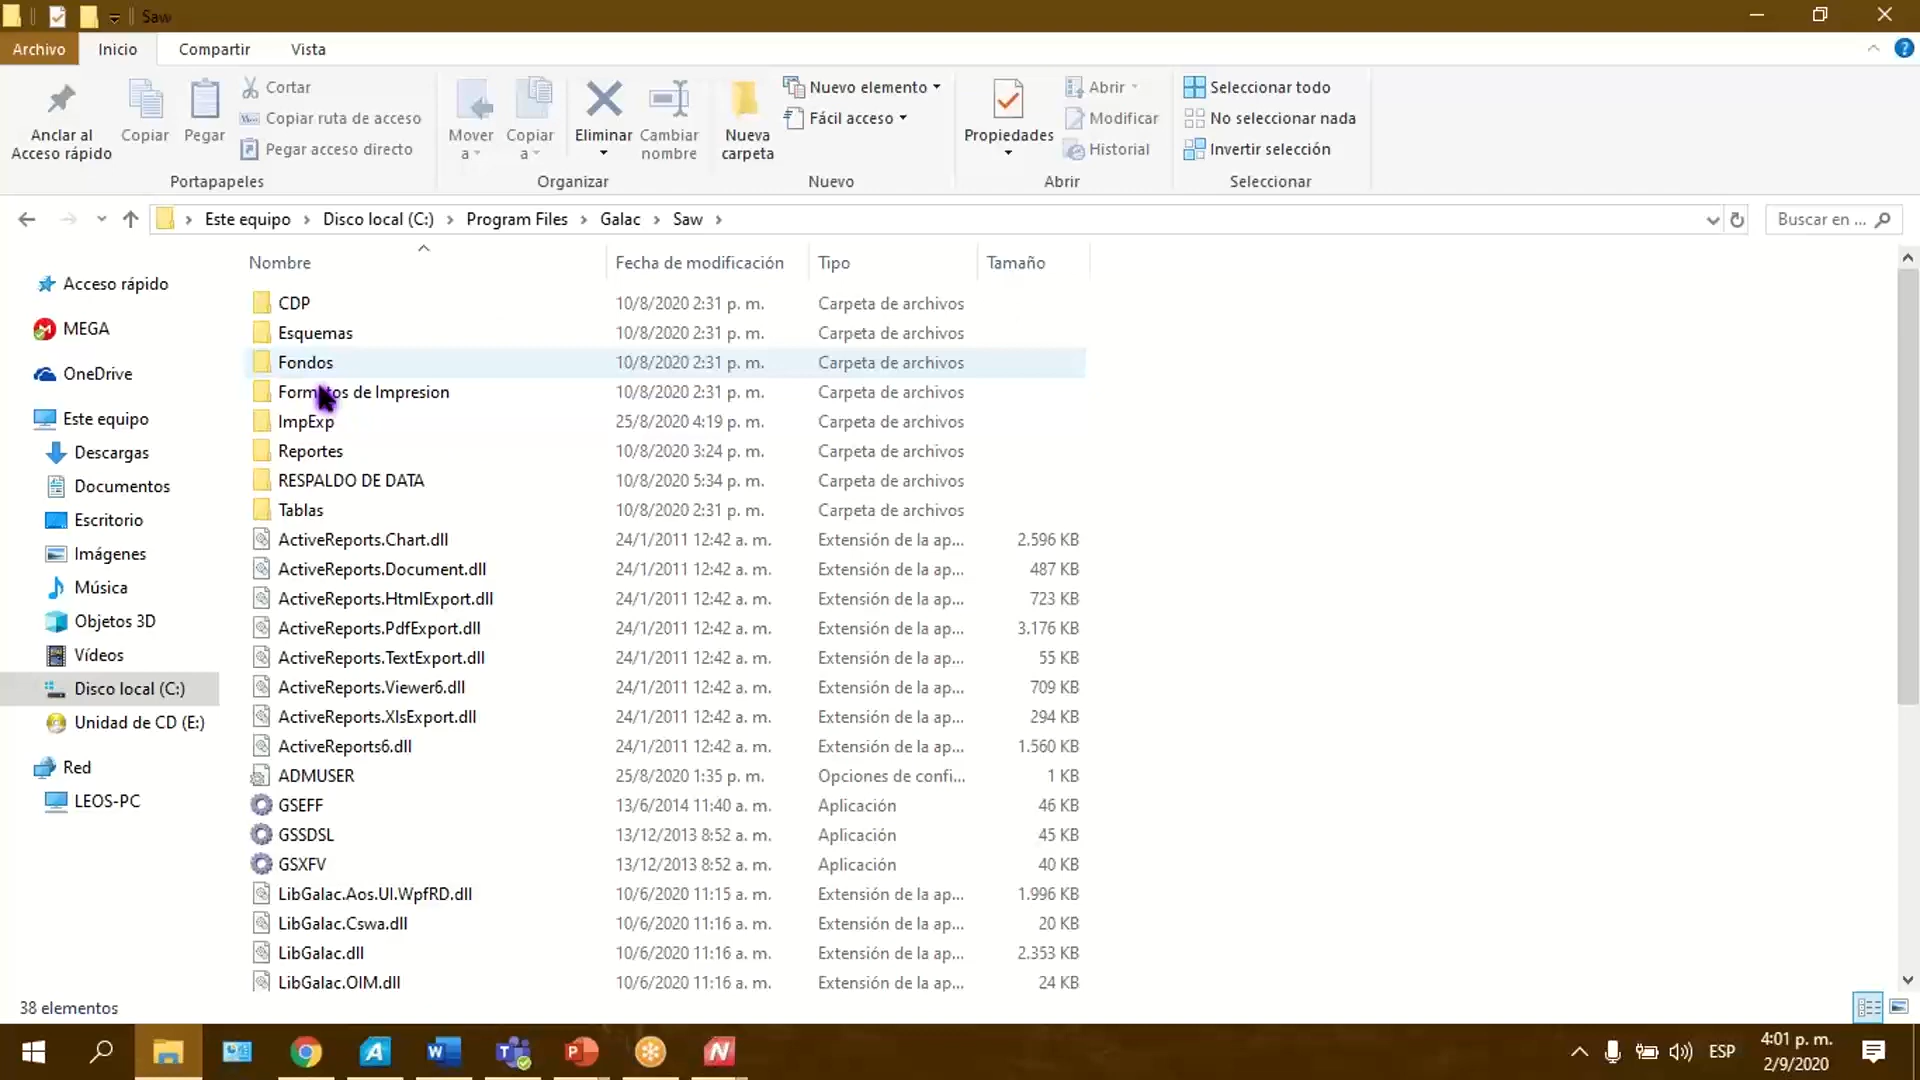 Saw
Archivo Inicio Compartir Vista
Anclar al Acceso rápido
Copiar
Pegar
Cortar
Copiar ruta de acceso
Pegar acceso directo
Portapapeles
Mover a
Copiar a
Eliminar
Cambiar nombre
Organizar
Nueva carpeta
Nuevo elemento
Fácil acceso
Nuevo
Propiedades
Abrir
Modificar
Historial
Abrir
Seleccionar todo
No seleccionar nada
Invertir selección
Seleccionar
Este equipo > Disco local (C:) > Program Files > Galac > Saw >
Buscar en ...
Acceso rápido
MEGA
OneDrive
Este equipo
Descargas
Documentos
Escritorio
Imágenes
Música
Objetos 3D
Vídeos
Disco local (C:)
Unidad de CD (E:)
Red
LEOS-PC
Nombre Fecha de modificación Tipo Tamaño
CDP 10/8/2020 2:31 p. m. Carpeta de archivos
Esquemas 10/8/2020 2:31 p. m. Carpeta de archivos
Fondos 10/8/2020 2:31 p. m. Carpeta de archivos
Formatos de Impresion 10/8/2020 2:31 p. m. Carpeta de archivos
ImpExp 25/8/2020 4:19 p. m. Carpeta de archivos
Reportes 10/8/2020 3:24 p. m. Carpeta de archivos
RESPALDO DE DATA 10/8/2020 5:34 p. m. Carpeta de archivos
Tablas 10/8/2020 2:31 p. m. Carpeta de archivos
ActiveReports.Chart.dll 24/1/2011 12:42 a. m. Extensión de la ap... 2.596 KB
ActiveReports.Document.dll 24/1/2011 12:42 a. m. Extensión de la ap... 487 KB
ActiveReports.HtmlExport.dll 24/1/2011 12:42 a. m. Extensión de la ap... 723 KB
ActiveReports.PdfExport.dll 24/1/2011 12:42 a. m. Extensión de la ap... 3.176 KB
ActiveReports.TextExport.dll 24/1/2011 12:42 a. m. Extensión de la ap... 55 KB
ActiveReports.Viewer6.dll 24/1/2011 12:42 a. m. Extensión de la ap... 709 KB
ActiveReports.XlsExport.dll 24/1/2011 12:42 a. m. Extensión de la ap... 294 KB
ActiveReports6.dll 24/1/2011 12:42 a. m. Extensión de la ap... 1.560 KB
ADMUSER 25/8/2020 1:35 p. m. Opciones de confi... 1 KB
GSEFF 13/6/2014 11:40 a. m. Aplicación 46 KB
GSSDSL 13/12/2013 8:52 a. m. Aplicación 45 KB
GSXFV 13/12/2013 8:52 a. m. Aplicación 40 KB
LibGalac.Aos.UI.WpfRD.dll 10/6/2020 11:15 a. m. Extensión de la ap... 1.996 KB
LibGalac.Cswa.dll 10/6/2020 11:16 a. m. Extensión de la ap... 20 KB
LibGalac.dll 10/6/2020 11:16 a. m. Extensión de la ap... 2.353 KB
LibGalac.OIM.dll 10/6/2020 11:16 a. m. Extensión de la ap... 24 KB
38 elementos
ESP
4:01 p. m.
2/9/2020